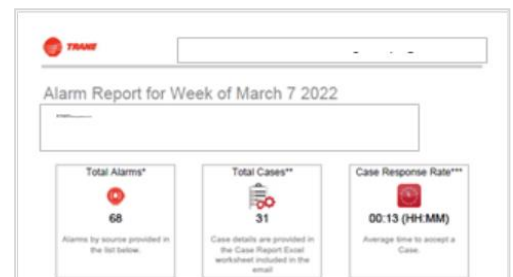 TRANE
Alarm Report for Week of March 7 2022
Total Alarms*
68
Alarms by source provided in
the list below.
Total Cases**
31
Case details are provided in
the Case Report Excel
worksheet included in the
email
Case Response Rate***
00:13 (HH:MM)
Average time to accept a
Case.